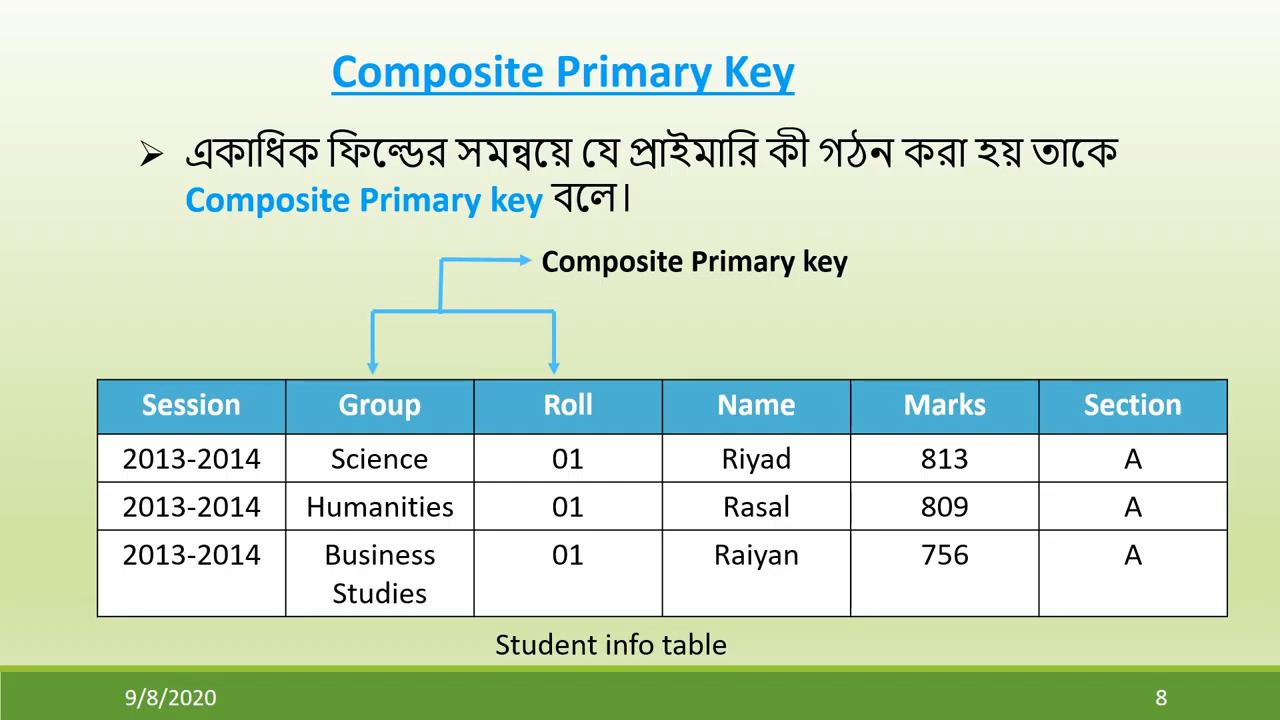 Composite Primary Key
➢ একাধিক ফিল্ডের সমন্বয়ে যে প্রাইমারি কী গঠন করা হয় তাকে
Composite Primary key বলে।
Composite Primary key
Session Group Roll Name Marks Section
2013-2014 Science 01 Riyad 813 A
2013-2014 Humanities 01 Rasal 809 A
2013-2014 Business 01 Raiyan 756 A
Studies
Student info table
9/8/2020 8